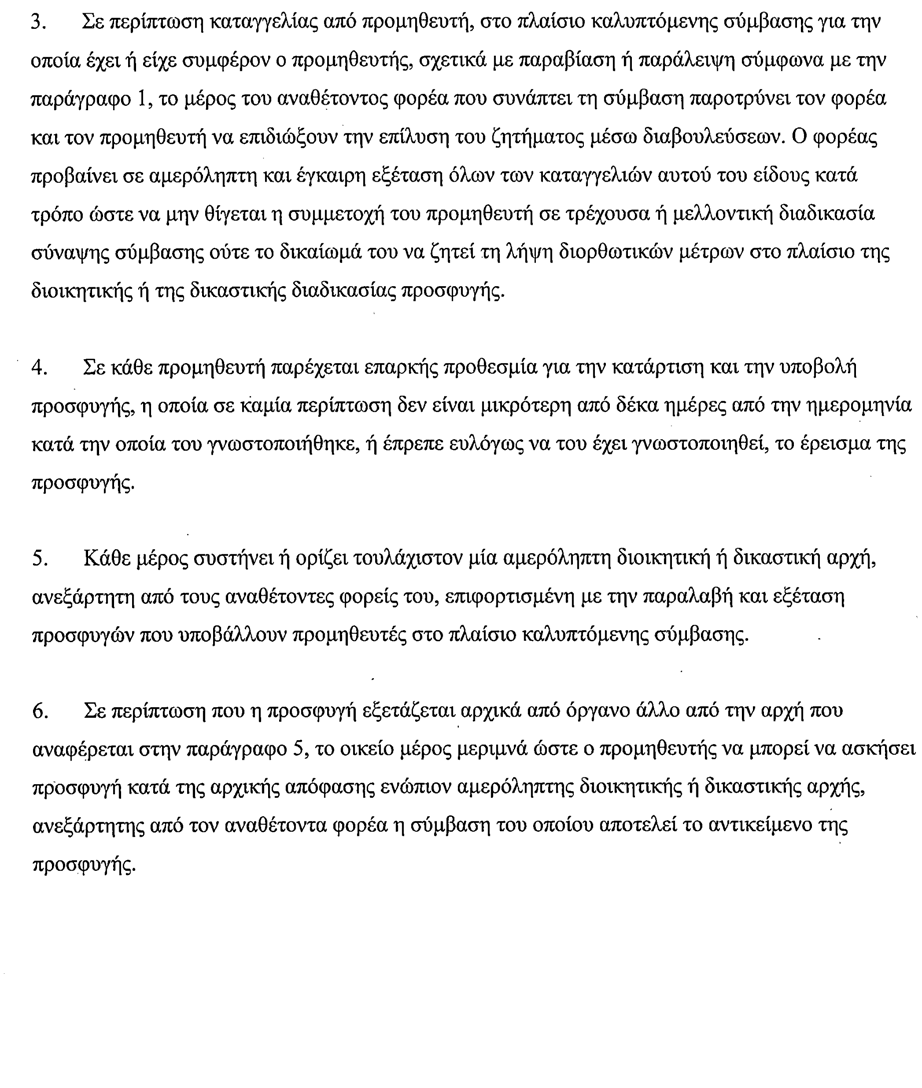 3. Σε περίπτωση καταγγελίας από προμηθευτή, στο πλαίσιο καλυπτόμενης σύμβασης για την
οποία έχει ή είχε συμφέρον ο προμηθευτής, σχετικά με παραβίαση ή παράλειψη σύμφωνα με την
παράγραφο 1, το μέρος του αναθέτοντος φορέα που συνάπτει τη σύμβαση παροτρύνει τον φορέα
και τον προμηθευτή να επιδιώξουν την επίλυση του ζητήματος μέσω διαβουλεύσεων. Ο φορέας
προβαίνει σε αμερόληπτη και έγκαιρη εξέταση όλων των καταγγελιών αυτού του είδους κατά
τρόπο ώστε να μην θίγεται η συμμετοχή του προμηθευτή σε τρέχουσα ή μελλοντική διαδικασία
σύναψης σύμβασης ούτε το δικαίωμά του να ζητεί τη λήψη διορθωτικών μέτρων στο πλαίσιο της
διοικητικής ή της δικαστικής διαδικασίας προσφυγής.
4. Σε κάθε προμηθευτή παρέχεται επαρκής προθεσμία για την κατάρτιση και την υποβολή
προσφυγής, η οποία σε καμία περίπτωση δεν είναι μικρότερη από δέκα ημέρες από την ημερομηνία
κατά την οποία του γνωστοποιήθηκε, ή έπρεπε ευλόγως να του έχει γνωστοποιηθεί, το έρεισμα της
προσφυγής.
5. Κάθε μέρος συστήνει ή ορίζει τουλάχιστον μία αμερόληπτη διοικητική ή δικαστική αρχή,
ανεξάρτητη από τους αναθέτοντες φορείς του, επιφορτισμένη με την παραλαβή και εξέταση
προσφυγών που υποβάλλουν προμηθευτές στο πλαίσιο καλυπτόμενης σύμβασης.
6. Σε περίπτωση που η προσφυγή εξετάζεται αρχικά από όργανο άλλο από την αρχή που
αναφέρεται στην παράγραφο 5, το οικείο μέρος μεριμνά ώστε ο προμηθευτής να μπορεί να ασκήσει
προσφυγή κατά της αρχικής απόφασης ενώπιον αμερόληπτης διοικητικής ή δικαστικής αρχής,
ανεξάρτητης από τον αναθέτοντα φορέα η σύμβαση του οποίου αποτελεί το αντικείμενο της
προσφυγής.